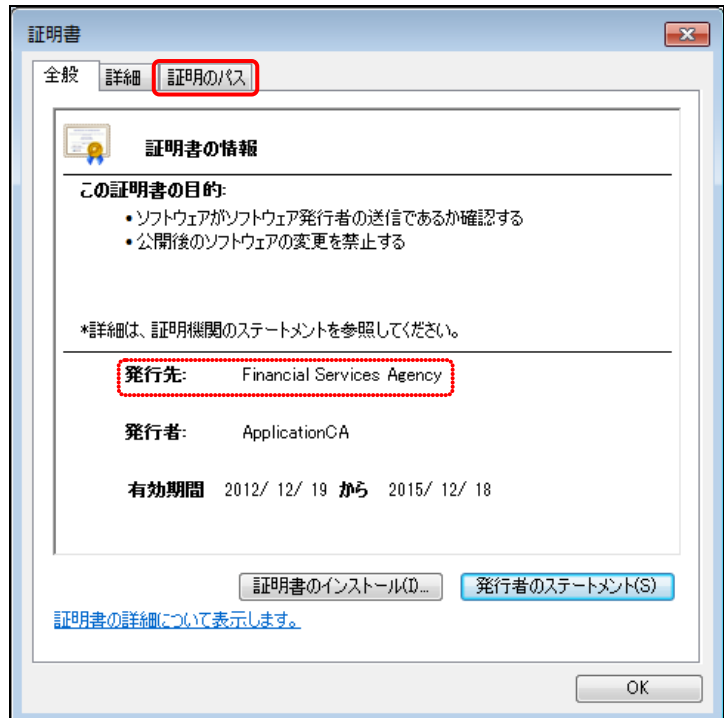 証明書
全般 詳細 証明のパス
証明書の情報
この証明書の目的:
•ソフトウェアがソフトウェア発行者の送信であるか確認する
•公開後のソフトウェアの変更を禁止する
*詳細は、証明機関のステートメントを参照してください。
発行先: Financial Services Agency
発行者: ApplicationCA
有効期間 2012/ 12/ 19 から 2015/ 12/ 18
証明書のインストール(I)... 発行者のステートメント(S)
証明書の詳細について表示します。
OK